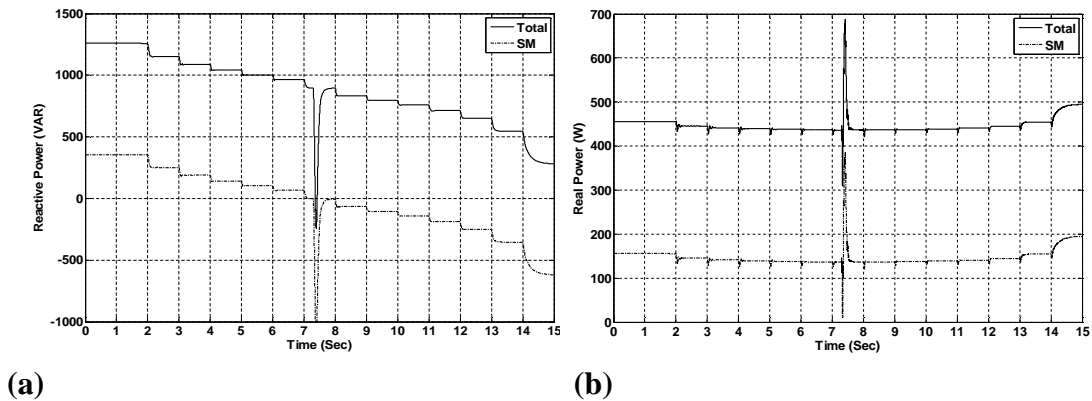 1500
1000
500
0
-500
-1000
Reactive Power (VAR)
Total
SM
0 1 2 3 4 5 6 7 8 9 10 11 12 13 14 15
Time (Sec)
(a)
700
600
500
400
300
200
100
0
Real Power (W)
Total
SM
0 1 2 3 4 5 6 7 8 9 10 11 12 13 14 15
Time (Sec)
(b)